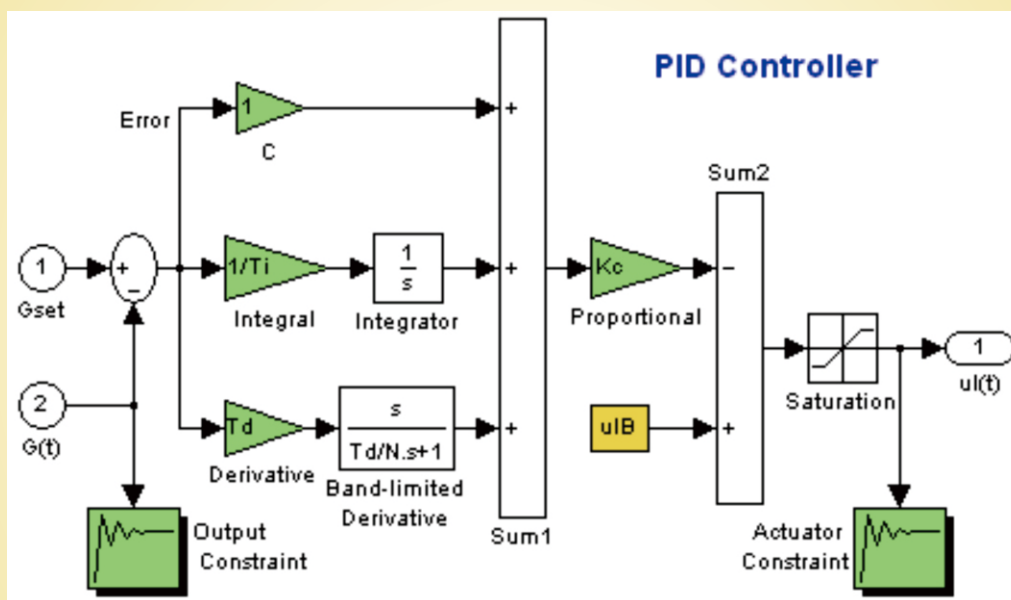 PID Controller
Error
1
C
+
Sum2
1
Gset
+
−
1/Ti
Integral
1
s
Integrator
+
Kc
Proportional
−
2
G(t)
Td
Derivative
s
Td/N.s+1
Band-limited
Derivative
+
Sum1
uIB
+
Saturation
1
uI(t)
Output
Constraint
Actuator
Constraint